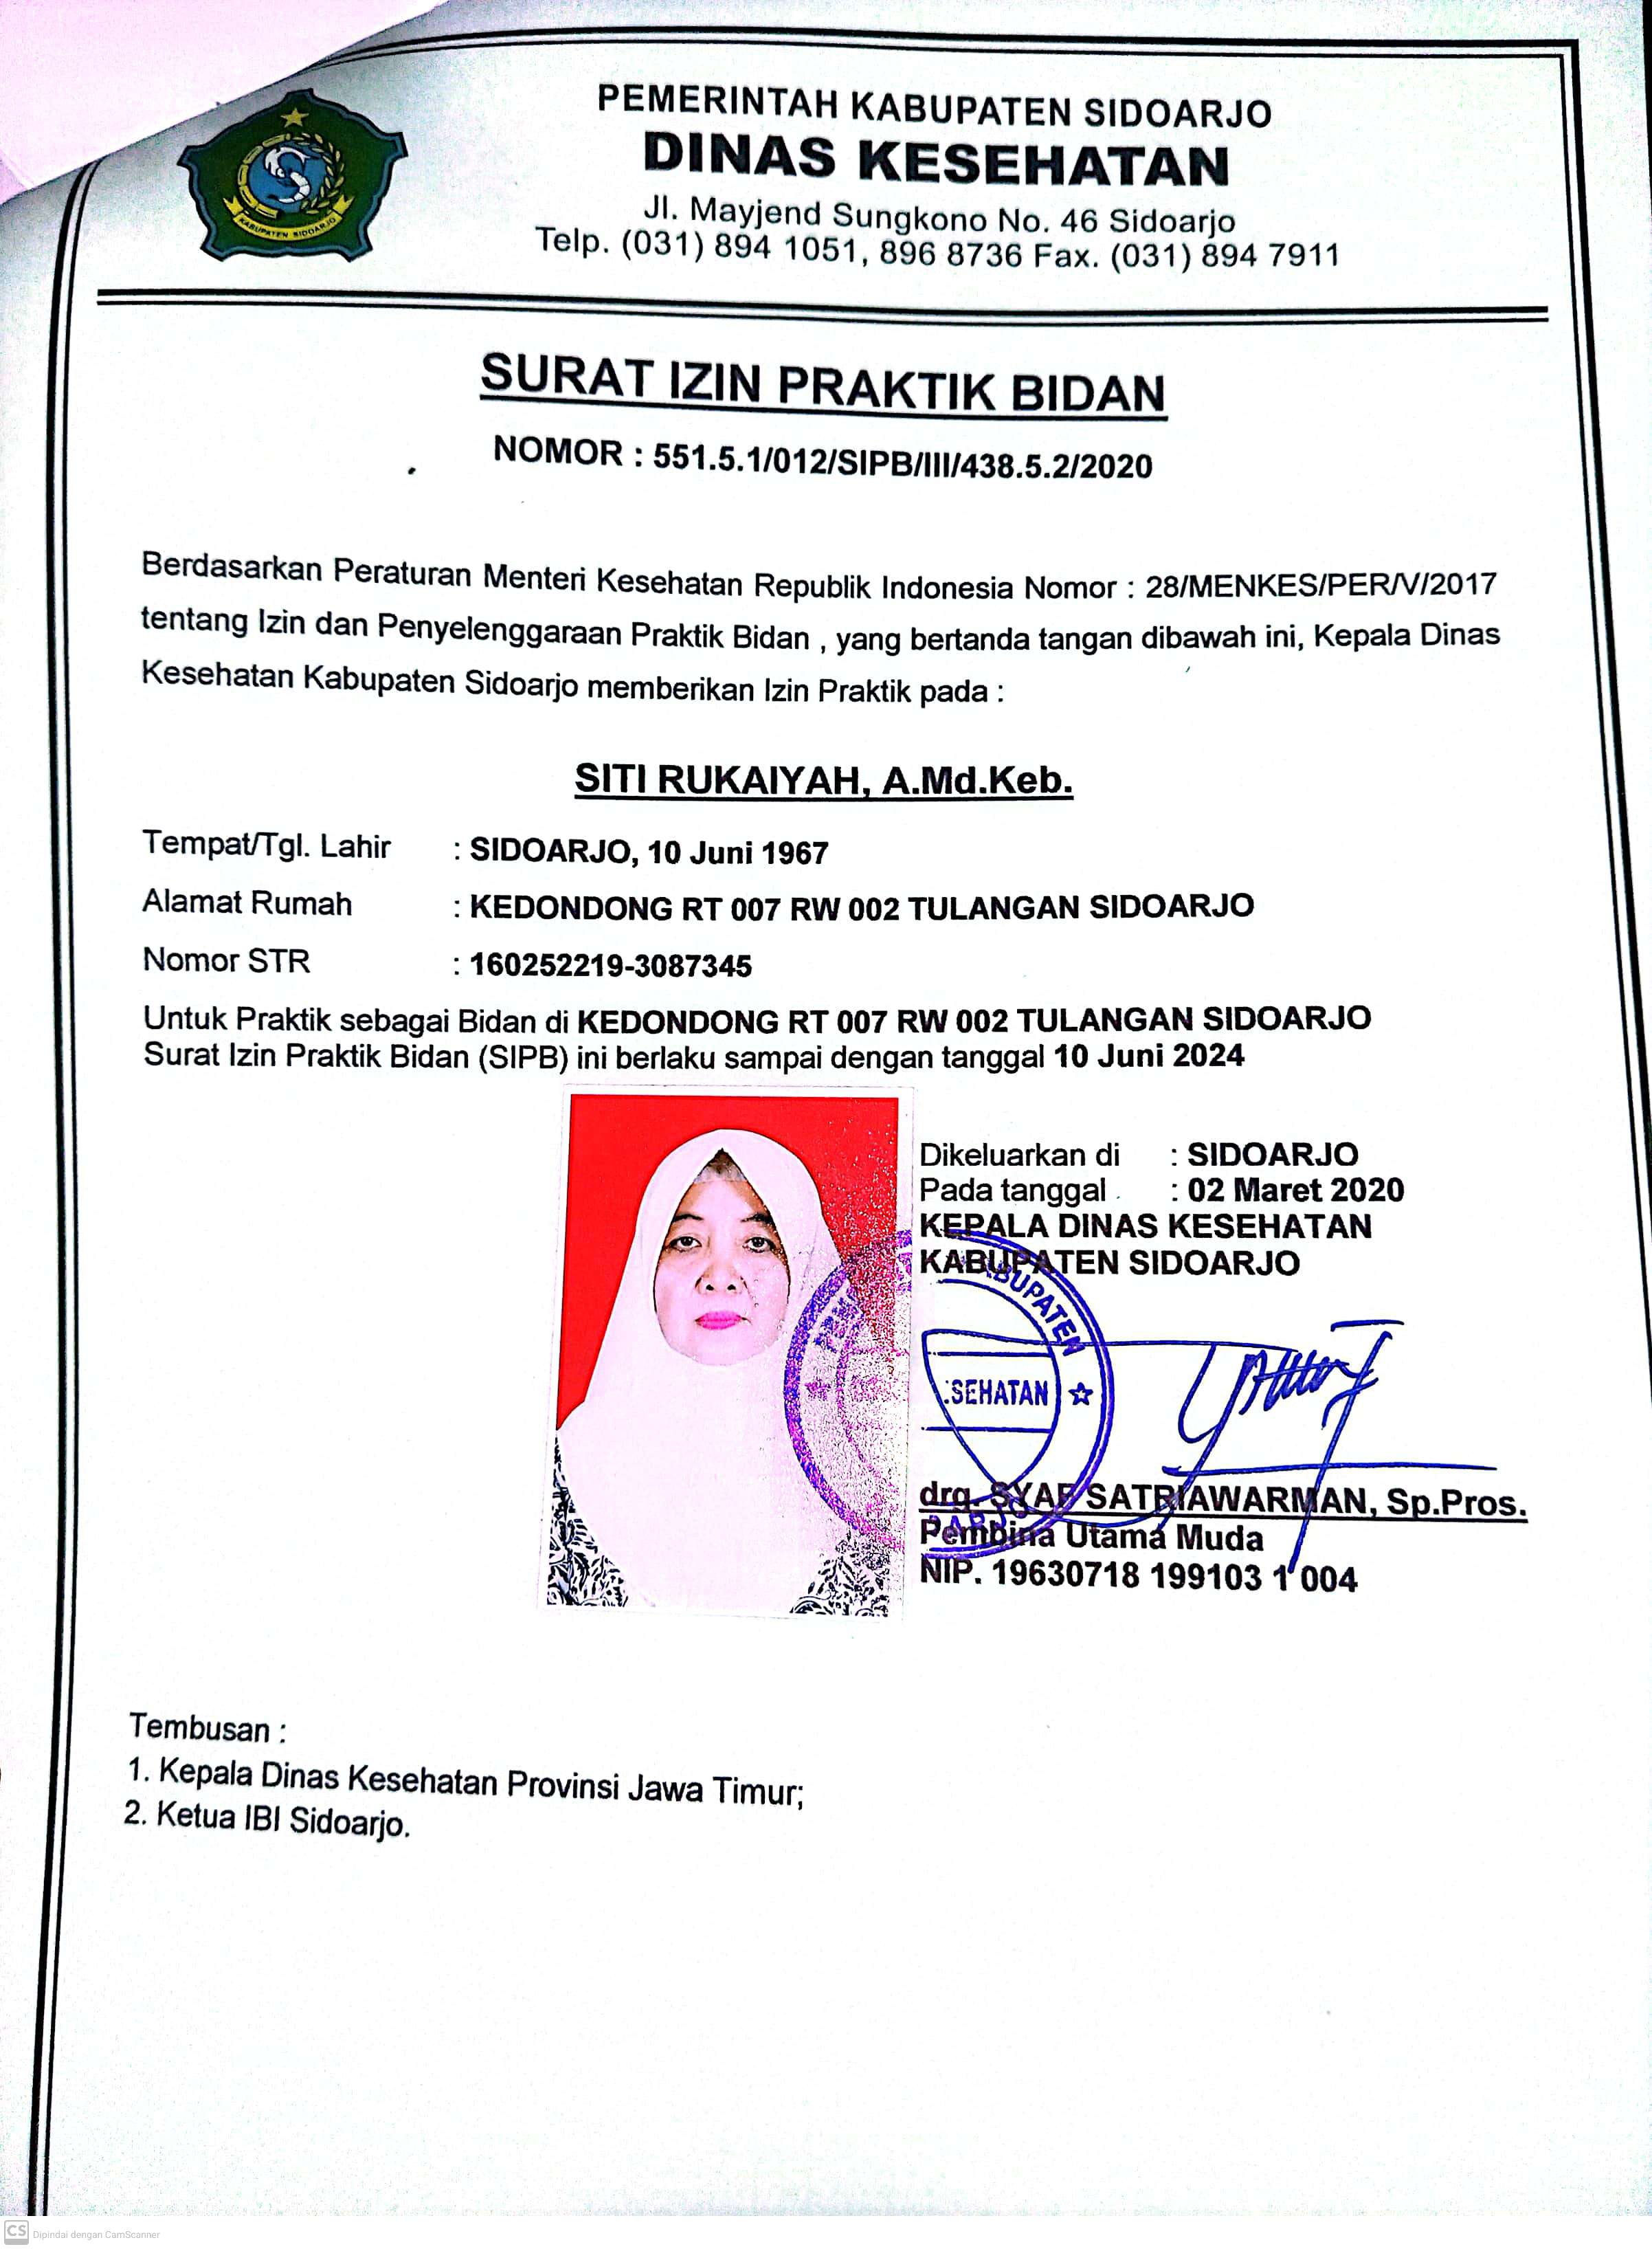 PEMERINTAH KABUPATEN SIDOARJO
DINAS KESEHATAN
Jl. Mayjend Sungkono No. 46 Sidoarjo
Telp. (031) 894 1051, 896 8736 Fax. (031) 894 7911
KABUPATEN SIDOARJO
SURAT IZIN PRAKTIK BIDAN
NOMOR : 551.5.1/012/SIPB/III/438.5.2/2020
Berdasarkan Peraturan Menteri Kesehatan Republik Indonesia Nomor : 28/MENKES/PER/V/2017
tentang Izin dan Penyelenggaraan Praktik Bidan , yang bertanda tangan dibawah ini, Kepala Dinas
Kesehatan Kabupaten Sidoarjo memberikan Izin Praktik pada :
SITI RUKAIYAH, A.Md.Keb.
Tempat/Tgl. Lahir : SIDOARJO, 10 Juni 1967
Alamat Rumah : KEDONDONG RT 007 RW 002 TULANGAN SIDOARJO
Nomor STR : 160252219-3087345
Untuk Praktik sebagai Bidan di KEDONDONG RT 007 RW 002 TULANGAN SIDOARJO
Surat Izin Praktik Bidan (SIPB) ini berlaku sampai dengan tanggal 10 Juni 2024
Dikeluarkan di : SIDOARJO
Pada tanggal : 02 Maret 2020
KEPALA DINAS KESEHATAN
KABUPATEN SIDOARJO
KABUPATEN
SEHATAN
drg. SYAF SATRIAWARMAN, Sp.Pros.
Pembina Utama Muda
NIP. 19630718 199103 1 004
Tembusan :
1. Kepala Dinas Kesehatan Provinsi Jawa Timur;
2. Ketua IBI Sidoarjo.
CS Dipindai dengan CamScanner